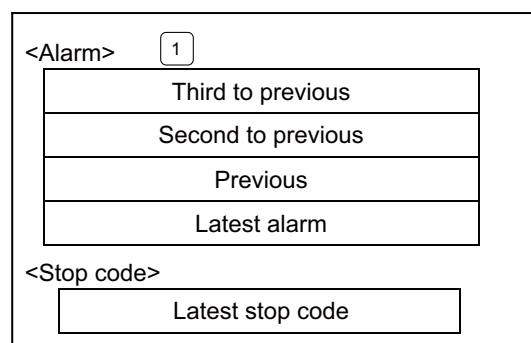 <Alarm> 1
Third to previous
Second to previous
Previous
Latest alarm
<Stop code>
Latest stop code